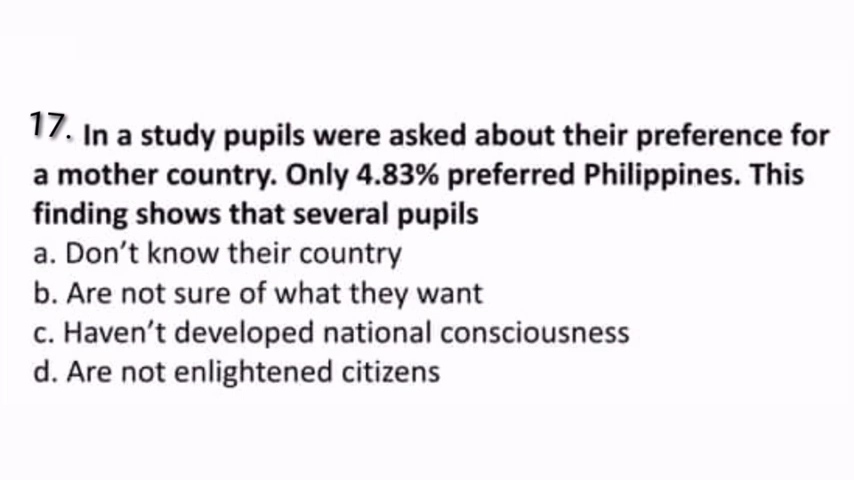 17. In a study pupils were asked about their preference for
a mother country. Only 4.83% preferred Philippines. This
finding shows that several pupils
a. Don't know their country
b. Are not sure of what they want
c. Haven't developed national consciousness
d. Are not enlightened citizens